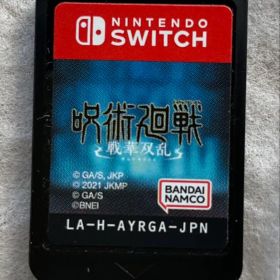 NINTENDO
SWITCH
呪術廻戦
戦華双乱
© GA/S, JKP
© 2021 JKMP
© GA/S
©BNEI
BANDAI
NAMCO
LA-H-AYRGA-JPN